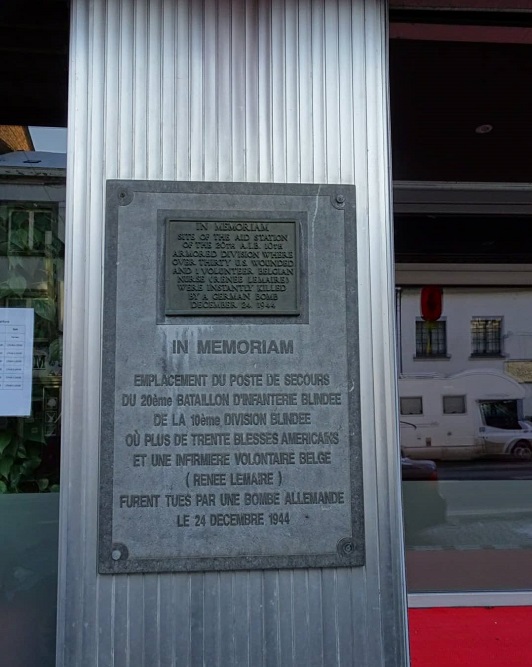 IN MEMORIAM
SITE OF THE AID STATION
OF THE 20TH A.I.B. 10TH
ARMORED DIVISION WHERE
OVER THIRTY U.S. WOUNDED
AND 1 VOLUNTEER BELGIAN
NURSE (RENEE LEMAIRE)
WERE INSTANTLY KILLED
BY A GERMAN BOMB
DECEMBER 24, 1944
IN MEMORIAM
EMPLACEMENT DU POSTE DE SECOURS
DU 20ème BATAILLON D'INFANTERIE BLINDEE
DE LA 10ème DIVISION BLINDEE
OÙ PLUS DE TRENTE BLESSES AMERICAINS
ET UNE INFIRMIERE VOLONTAIRE BELGE
( RENEE LEMAIRE )
FURENT TUES PAR UNE BOMBE ALLEMANDE
LE 24 DECEMBRE 1944